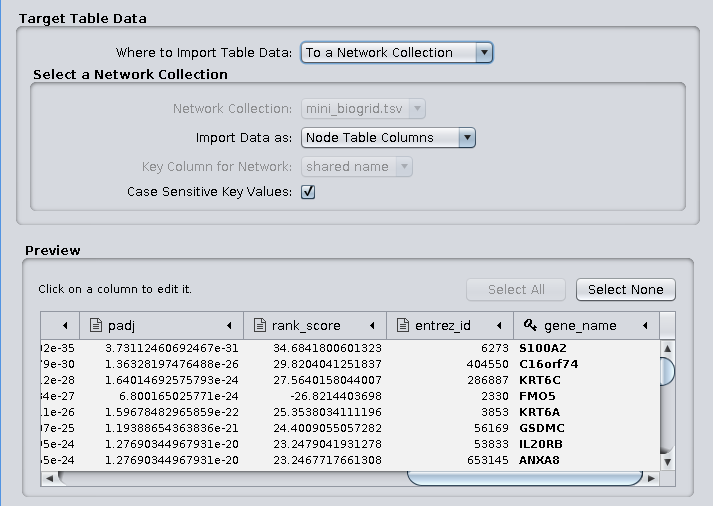 Target Table Data
Where to Import Table Data: To a Network Collection
Select a Network Collection
Network Collection: mini_biogrid.tsv
Import Data as: Node Table Columns
Key Column for Network: shared name
Case Sensitive Key Values:
Preview
Click on a column to edit it. Select All Select None
padj rank_score entrez_id gene_name
02e-35 3.73112460692467e-31 34.6841800601323 6273 S100A2
79e-30 1.36328197476488e-26 29.8204041251837 404550 C16orf74
12e-28 1.64014692575793e-24 27.5640158044007 286887 KRT6C
34e-27 6.800165025771e-24 -26.8214403698 2330 FMO5
11e-26 1.59678482965859e-22 25.3538034111196 3853 KRT6A
07e-25 1.19388654363836e-21 24.4009055057282 56169 GSDMC
05e-24 1.27690344967931e-20 23.2479041931278 53833 IL20RB
65e-24 1.27690344967931e-20 23.2467717661308 653145 ANXA8